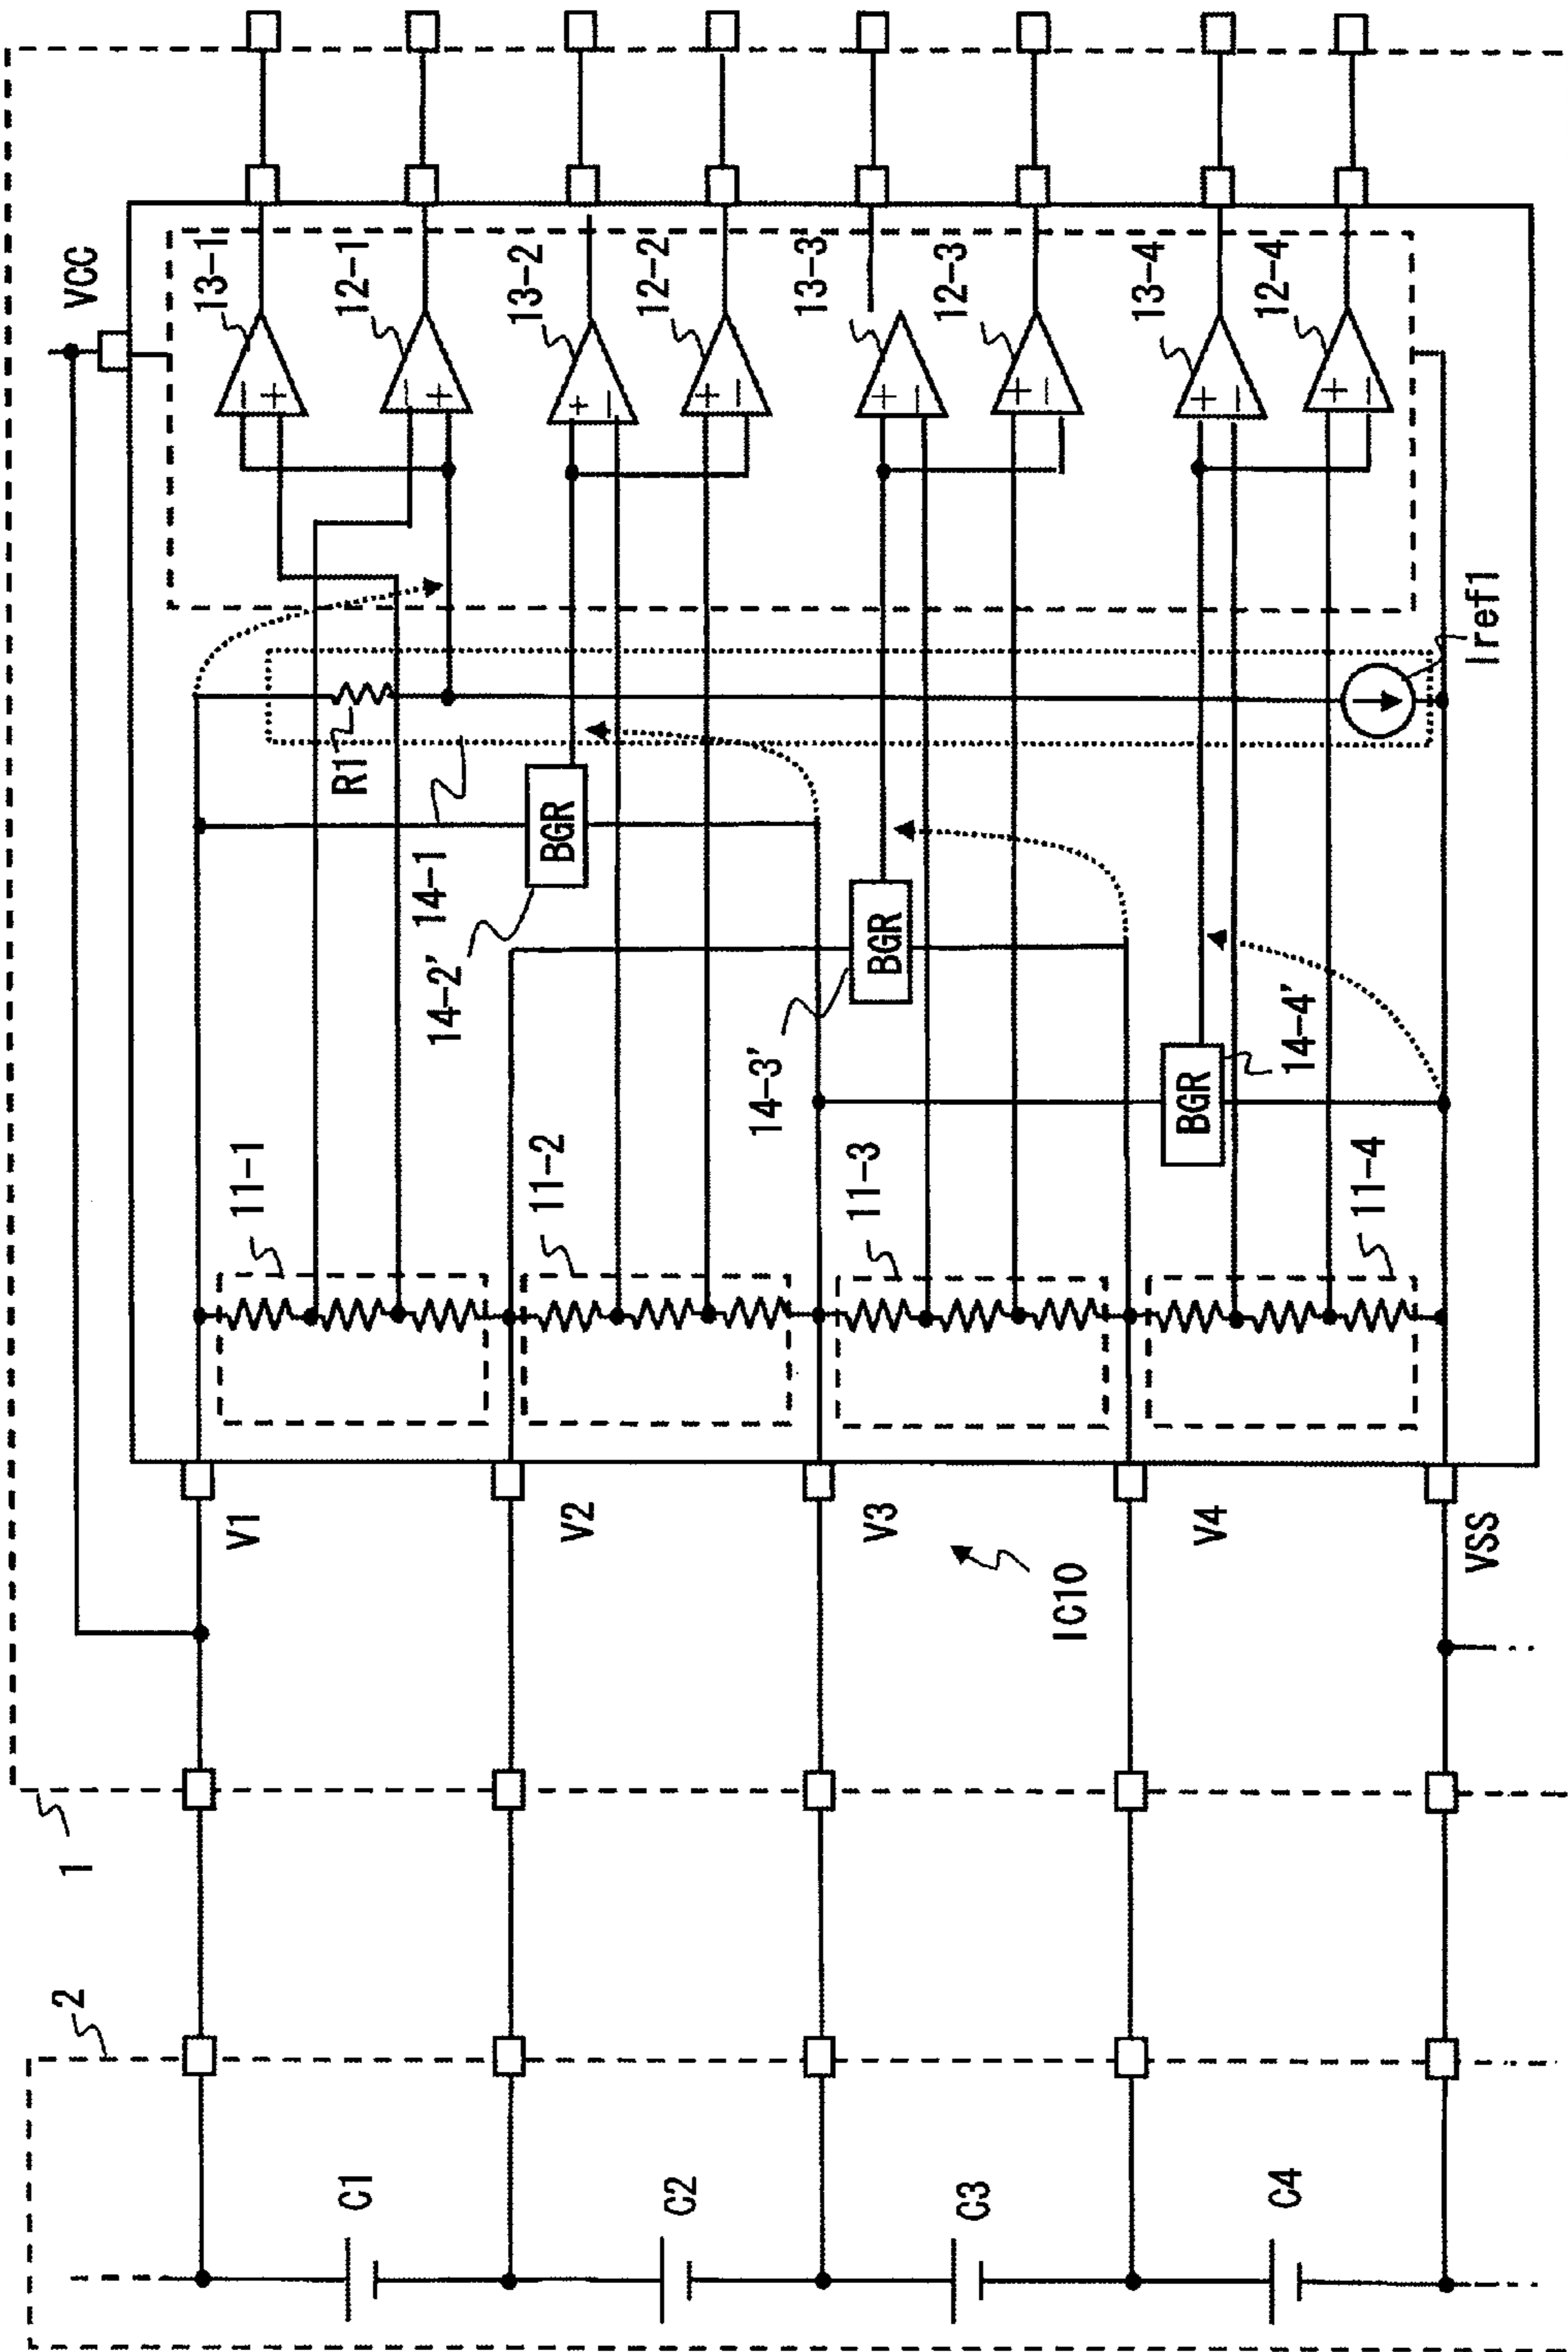 VCC
13-1
12-1
13-2
12-2
13-3
12-3
13-4
12-4
− + − + + − + − + − + − + − + −
Iref1
R1
14-1
BGR
14-2'
BGR
14-3'
BGR
14-4'
11-1
11-2
11-3
11-4
V1
V2
V3
V4
VSS
IC10
1
2
C1
C2
C3
C4